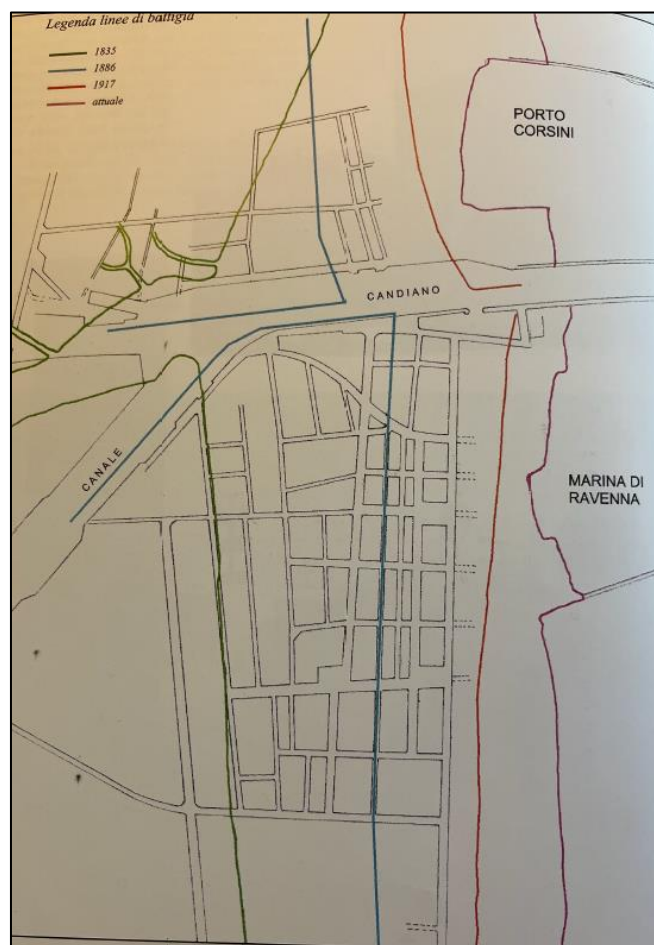 Legenda linee di battigia
1835
1886
1917
attuale
PORTO
CORSINI
CANDIANO
CANALE
MARINA DI
RAVENNA